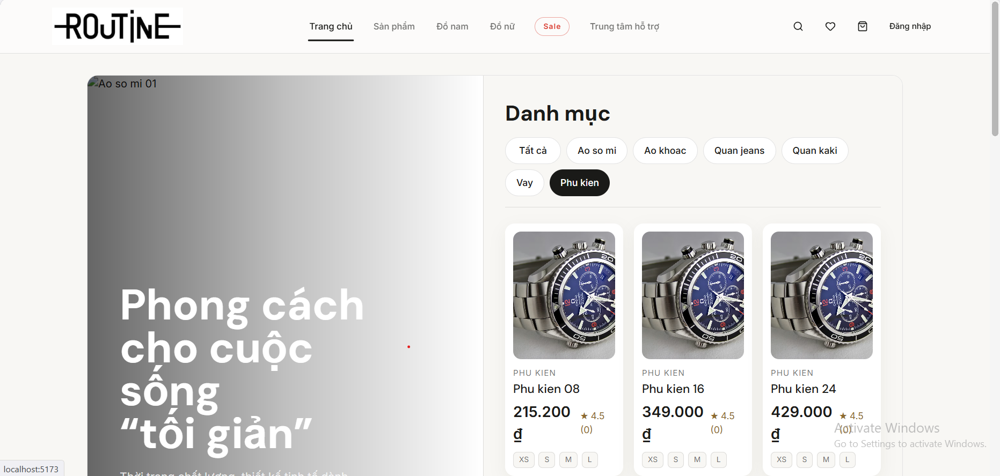 ROUTINE
Trang chủ
Sản phẩm
Đồ nam
Đồ nữ
Sale
Trung tâm hỗ trợ
Đăng nhập
Ao so mi 01
Phong cách
cho cuộc
sống
“tối giản”
Thời trang chất lượng, thiết kế tinh tế dành
Danh mục
Tất cả
Ao so mi
Ao khoac
Quan jeans
Quan kaki
Vay
Phu kien
PHU KIEN
Phu kien 08
215.200
₫
★ 4.5
(0)
XS
S
M
L
PHU KIEN
Phu kien 16
349.000
₫
★ 4.5
(0)
XS
S
M
L
PHU KIEN
Phu kien 24
429.000
₫
★ 4.5
(0)
XS
S
M
L
Activate Windows
Go to Settings to activate Windows.
localhost:5173